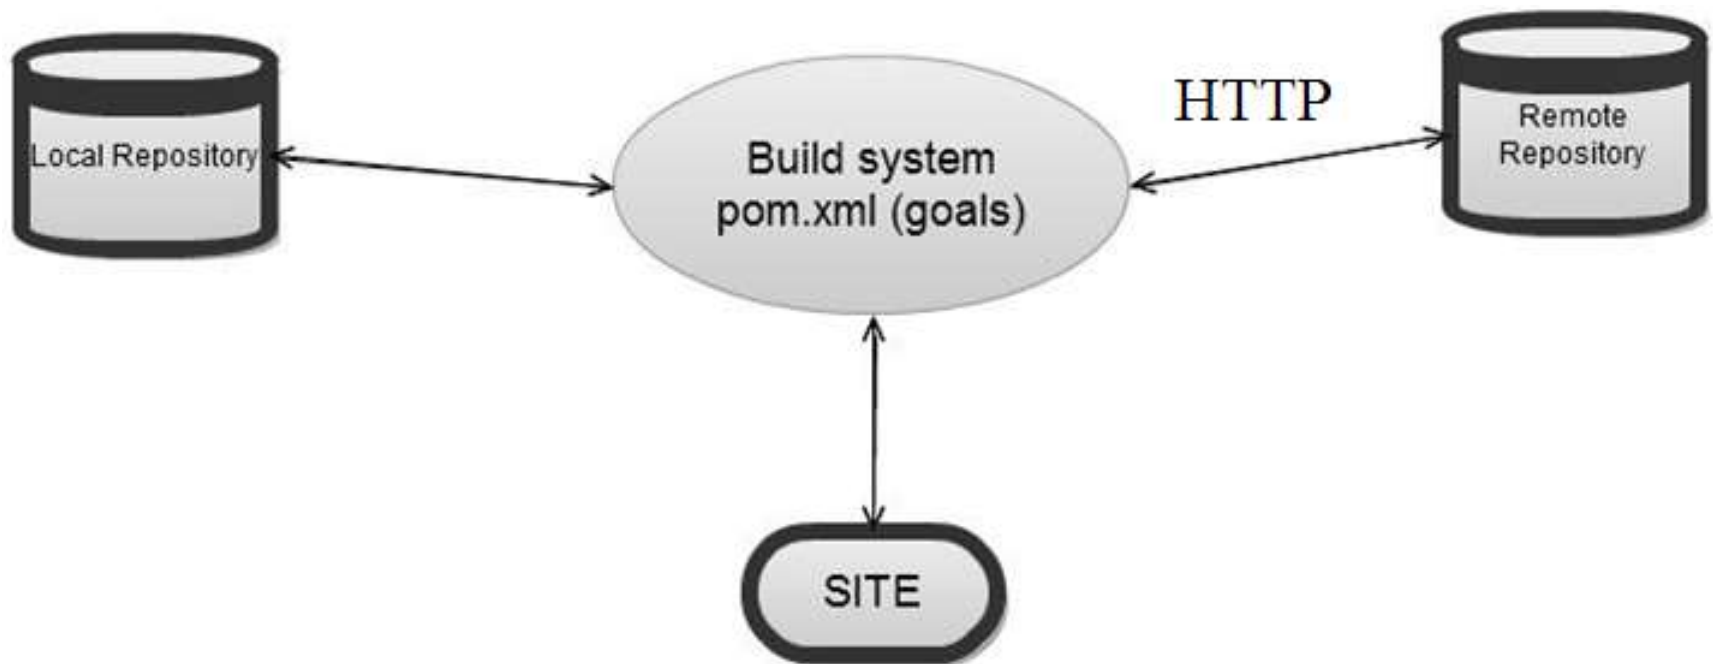 Local Repository
Build system
pom.xml (goals)
HTTP
Remote
Repository
SITE